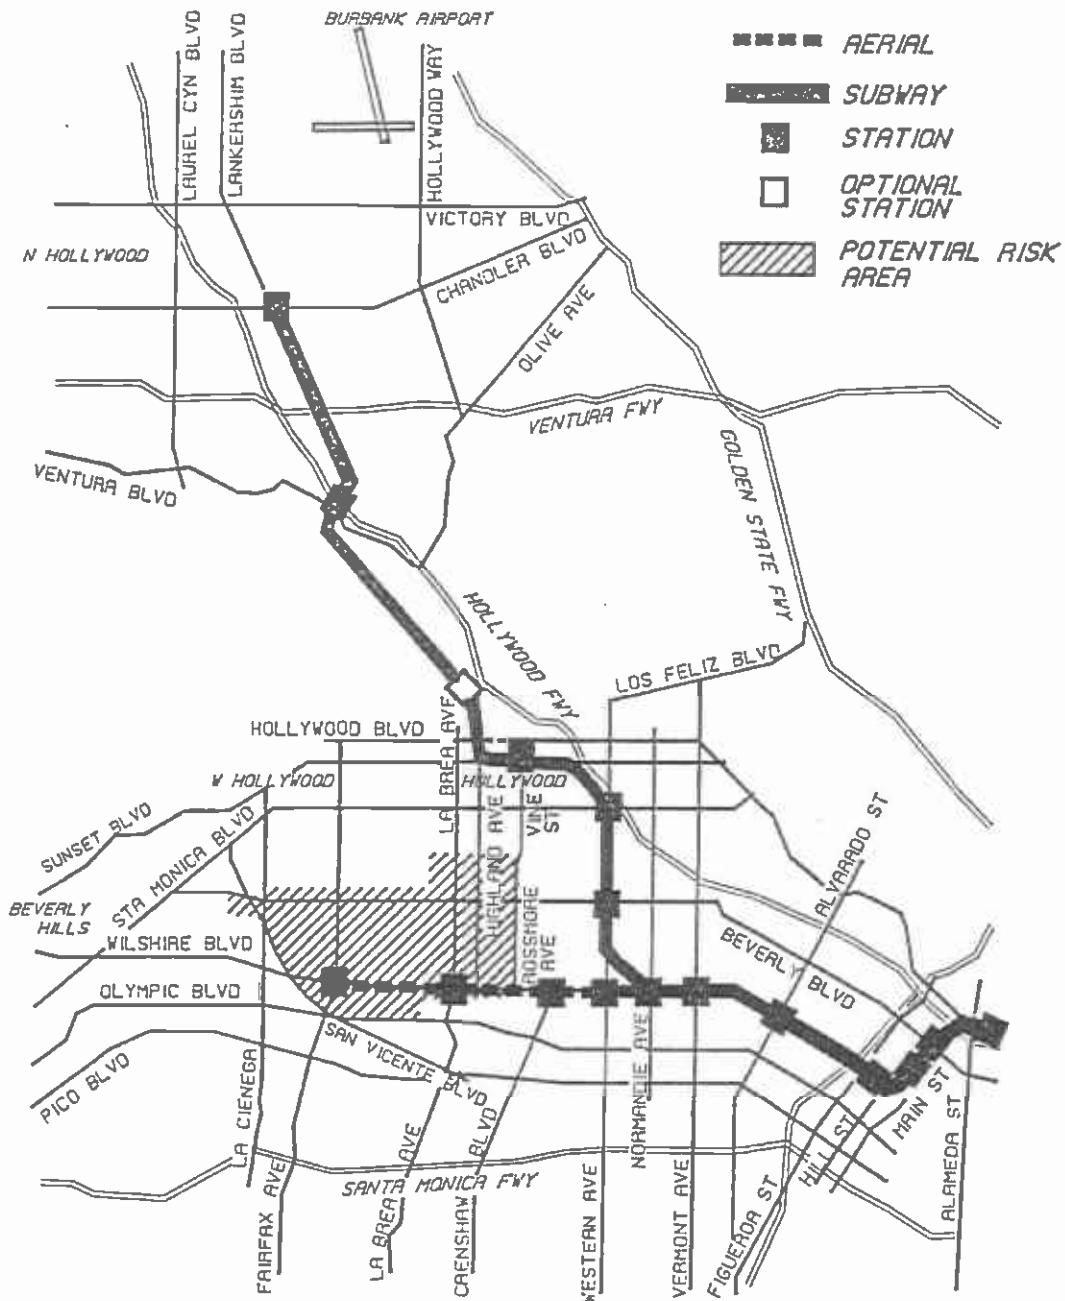 BURBANK AIRPORT
AERIAL
SUBWAY
STATION
OPTIONAL
STATION
POTENTIAL RISK
AREA
LAUREL CYN BLVD
LANKERSHIM BLVD
HOLLYWOOD WAY
VICTORY BLVD
N HOLLYWOOD
CHANDLER BLVD
OLIVE AVE
VENTURA FWY
GOLDEN STATE FWY
VENTURA BLVD
HOLLYWOOD FWY
LOS FELIZ BLVD
HOLLYWOOD BLVD
LA BREA AVE
W HOLLYWOOD
HOLLYWOOD
SUNSET BLVD
STA MONICA BLVD
HIGHLAND AVE
VINE
ST
ALVARADO ST
BEVERLY
HILLS
WILSHIRE BLVD
ROSSMORE
AVE
BEVERLY BLVD
OLYMPIC BLVD
SAN VICENTE BLVD
PICO BLVD
LA CIENEGA
NORMANDIE AVE
MAIN ST
HILL ST
SANTA MONICA FWY
FAIRFAX AVE
LA BREA AVE
CRENSHAW BLVD
WESTERN AVE
VERMONT AVE
FIGUEROA ST
ALAMEDA ST